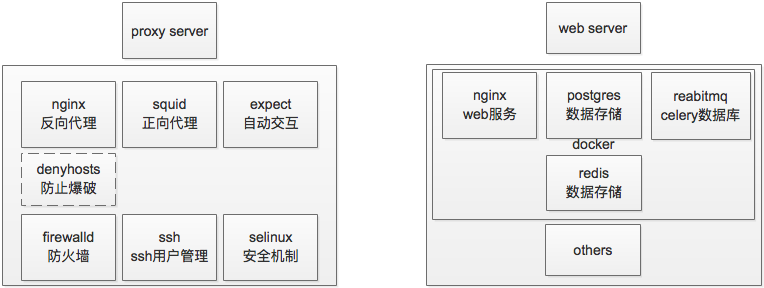 proxy server
nginx
反向代理
squid
正向代理
expect
自动交互
denyhosts
防止爆破
firewalld
防火墙
ssh
ssh用户管理
selinux
安全机制
web server
nginx
web服务
postgres
数据存储
reabitmq
celery数据库
docker
redis
数据存储
others